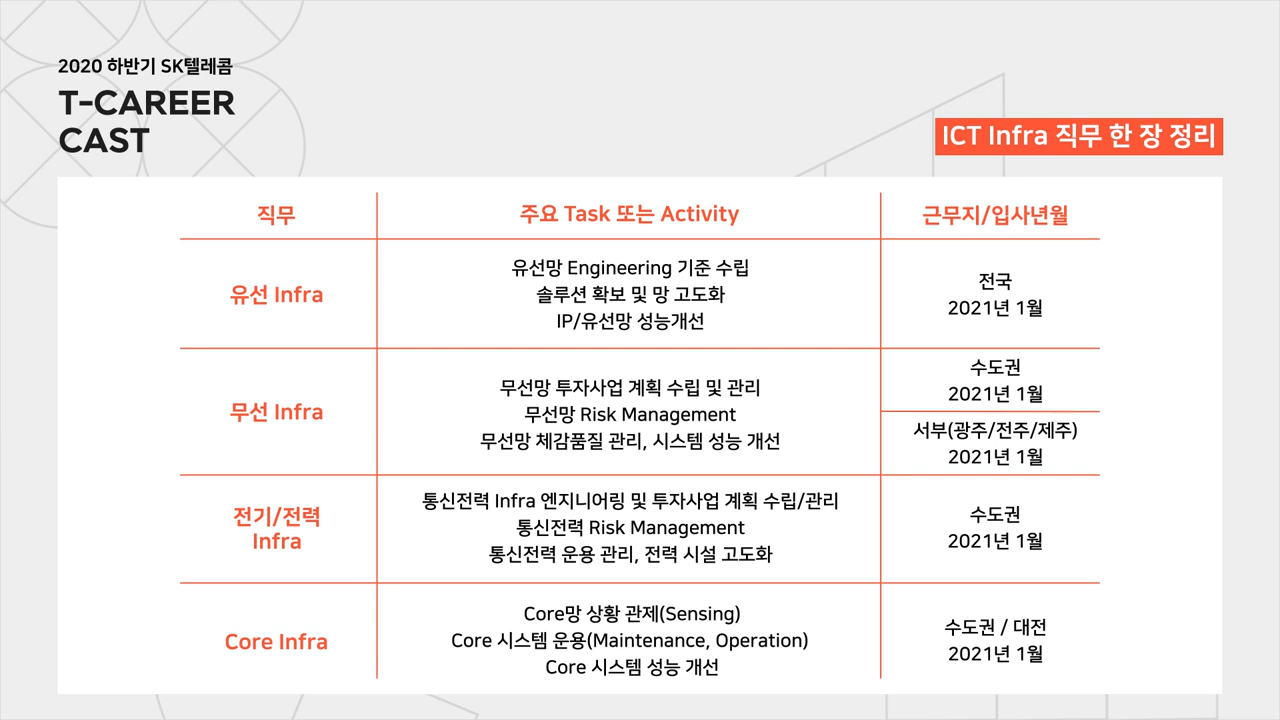 2020 하반기 SK텔레콤
T-CAREER
CAST
ICT Infra 직무 한 장 정리
직무
주요 Task 또는 Activity
근무지/입사년월
유선 Infra
유선망 Engineering 기준 수립
솔루션 확보 및 망 고도화
IP/유선망 성능개선
전국
2021년 1월
무선 Infra
무선망 투자사업 계획 수립 및 관리
무선망 Risk Management
무선망 체감품질 관리, 시스템 성능 개선
수도권
2021년 1월
서부(광주/전주/제주)
2021년 1월
전기/전력
Infra
통신전력 Infra 엔지니어링 및 투자사업 계획 수립/관리
통신전력 Risk Management
통신전력 운용 관리, 전력 시설 고도화
수도권
2021년 1월
Core Infra
Core망 상황 관제(Sensing)
Core 시스템 운용(Maintenance, Operation)
Core 시스템 성능 개선
수도권 / 대전
2021년 1월